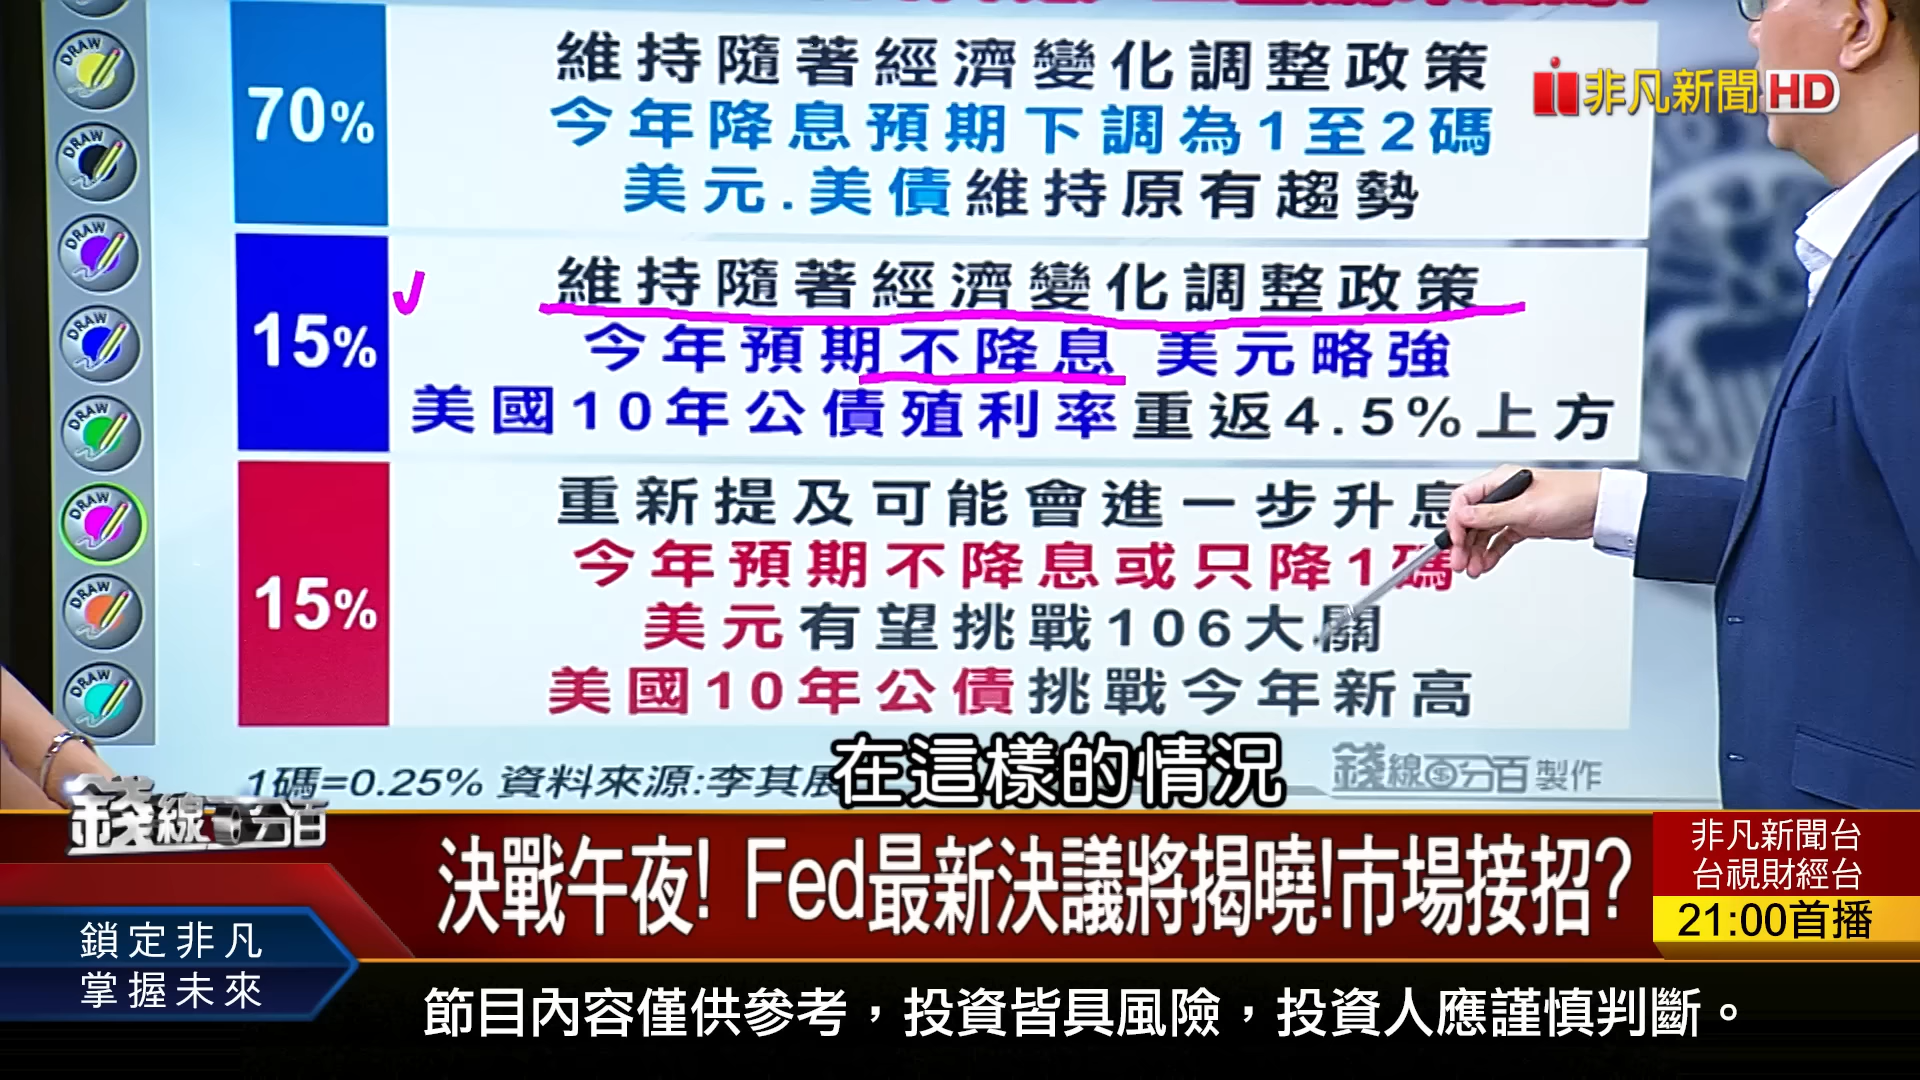 70%
維持隨著經濟變化調整政策
今年降息預期下調為1至2碼
美元.美債維持原有趨勢
非凡新聞HD
15%
維持隨著經濟變化調整政策
今年預期不降息 美元略強
美國10年公債殖利率重返4.5%上方
15%
重新提及可能會進一步升息
今年預期不降息或只降1碼
美元有望挑戰106大關
美國10年公債挑戰今年新高
DRAW
DRAW
DRAW
DRAW
DRAW
DRAW
DRAW
DRAW
1碼=0.25% 資料來源:李其展
錢線百分百製作
在這樣的情況
錢線百分百
決戰午夜! Fed最新決議將揭曉!市場接招?
非凡新聞台
台視財經台
21:00首播
鎖定非凡
掌握未來
節目內容僅供參考，投資皆具風險，投資人應謹慎判斷。